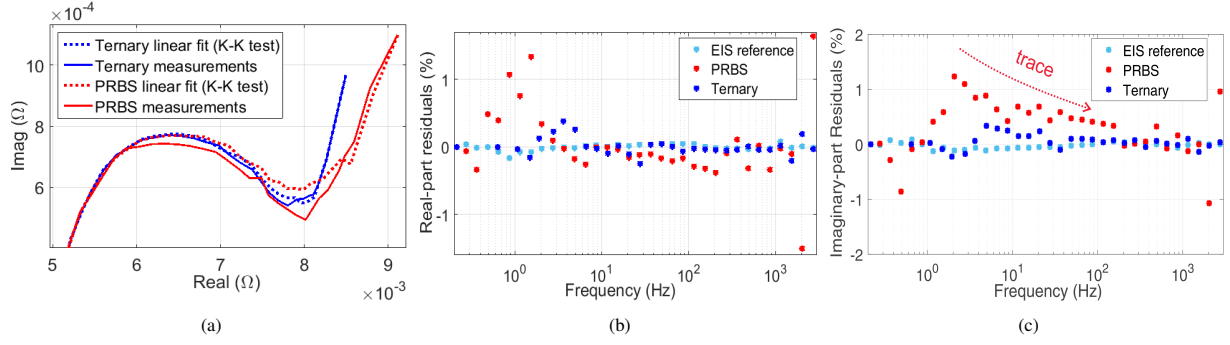 ×10⁻⁴
10
8
6
Imag (Ω)
Ternary linear fit (K-K test)
Ternary measurements
PRBS linear fit (K-K test)
PRBS measurements
5 6 7 8 9
Real (Ω)
×10⁻³
(a)
Real-part residuals (%)
1
0
-1
EIS reference
PRBS
Ternary
10⁰ 10¹ 10² 10³
Frequency (Hz)
(b)
Imaginary-part Residuals (%)
2
1
0
-1
-2
trace
EIS reference
PRBS
Ternary
10⁰ 10¹ 10² 10³
Frequency (Hz)
(c)